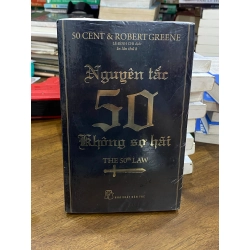 50 CENT & ROBERT GREENE
Nguyên tắc
50
Không sợ hãi
THE 50TH LAW